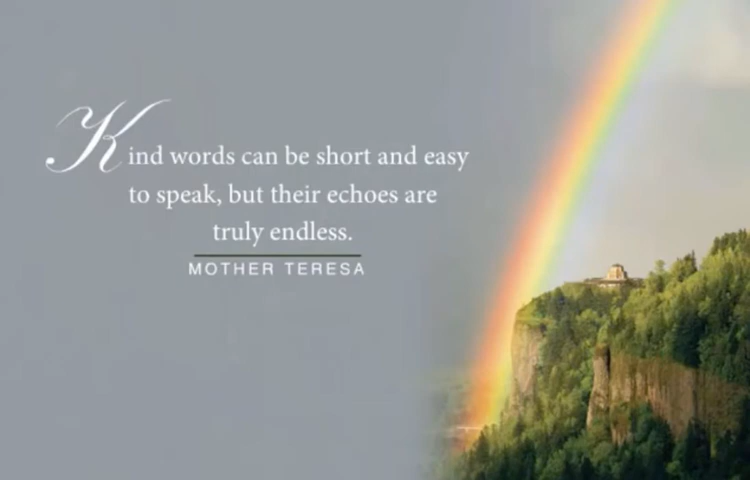 Kind words can be short and easy
to speak, but their echoes are
truly endless.
MOTHER TERESA